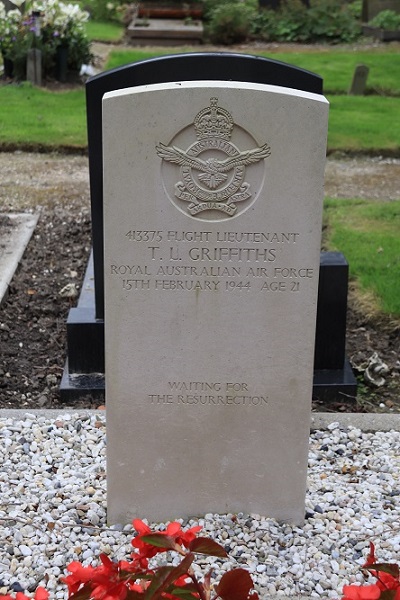 413375 FLIGHT LIEUTENANT
T. L. GRIFFITHS
ROYAL AUSTRALIAN AIR FORCE
15TH FEBRUARY 1944 AGE 21
WAITING FOR
THE RESURRECTION